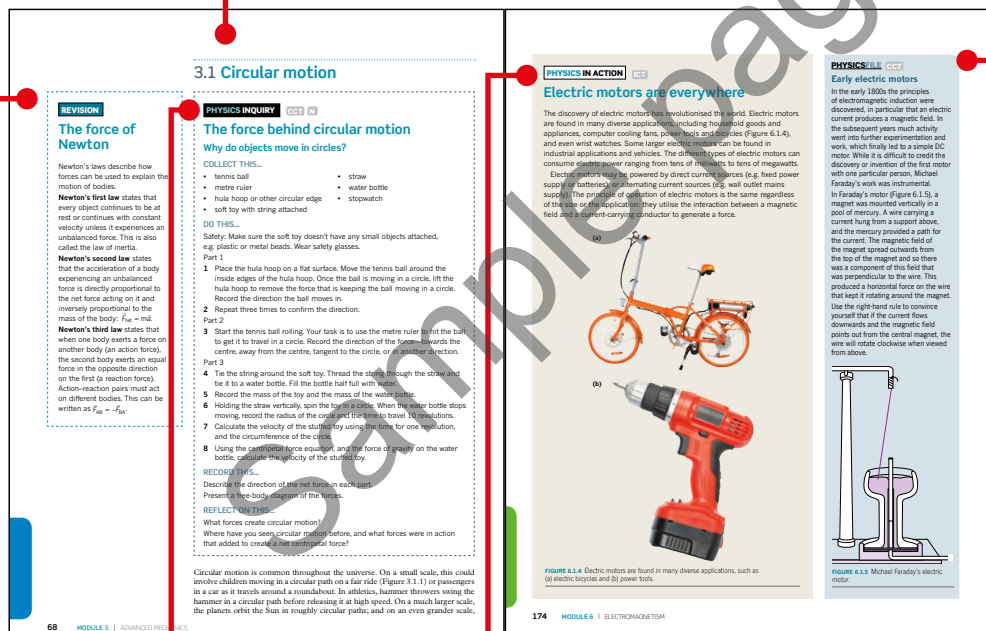 3.1 Circular motion
REVISION
The force of
Newton
Newton's laws describe how
forces can be used to explain the
motion of bodies.
Newton's first law states that
every object continues to be at
rest or continues with constant
velocity unless it experiences an
unbalanced force. This is also
called the law of inertia.
Newton's second law states
that the acceleration of a body
experiencing an unbalanced
force is directly proportional to
the net force acting on it and
inversely proportional to the
mass of the body: F⃗net = ma⃗.
Newton's third law states that
when one body exerts a force on
another body (an action force),
the second body exerts an equal
force in the opposite direction
on the first (a reaction force).
Action–reaction pairs must act
on different bodies. This can be
written as F⃗AB = –F⃗BA.
PHYSICS INQUIRY CCT N
The force behind circular motion
Why do objects move in circles?
COLLECT THIS...
• tennis ball
• metre ruler
• hula hoop or other circular edge
• soft toy with string attached
• straw
• water bottle
• stopwatch
DO THIS...
Safety: Make sure the soft toy doesn't have any small objects attached,
e.g. plastic or metal beads. Wear safety glasses.
Part 1
1 Place the hula hoop on a flat surface. Move the tennis ball around the
inside edges of the hula hoop. Once the ball is moving in a circle, lift the
hula hoop to remove the force that is keeping the ball moving in a circle.
Record the direction the ball moves in.
2 Repeat three times to confirm the direction.
Part 2
3 Start the tennis ball rolling. Your task is to use the metre ruler to hit the ball
to get it to travel in a circle. Record the direction of the force—towards the
centre, away from the centre, tangent to the circle, or in another direction.
Part 3
4 Tie the string around the soft toy. Thread the string through the straw and
tie it to a water bottle. Fill the bottle half full with water.
5 Record the mass of the toy and the mass of the water bottle.
6 Holding the straw vertically, spin the toy in a circle. When the water bottle stops
moving, record the radius of the circle and the time to travel 10 revolutions.
7 Calculate the velocity of the stuffed toy using the time for one revolution,
and the circumference of the circle.
8 Using the centripetal force equation, and the force of gravity on the water
bottle, calculate the velocity of the stuffed toy.
RECORD THIS...
Describe the direction of the net force in each part.
Present a free-body diagram of the forces.
REFLECT ON THIS...
What forces create circular motion?
Where have you seen circular motion before, and what forces were in action
that added to create a net centripetal force?
Circular motion is common throughout the universe. On a small scale, this could
involve children moving in a circular path on a fair ride (Figure 3.1.1) or passengers
in a car as it travels around a roundabout. In athletics, hammer throwers swing the
hammer in a circular path before releasing it at high speed. On a much larger scale,
the planets orbit the Sun in roughly circular paths; and on an even grander scale,
68 MODULE 5 | ADVANCED MECHANICS
PHYSICS IN ACTION ICT
Electric motors are everywhere
The discovery of electric motors has revolutionised the world. Electric motors
are found in many diverse applications, including household goods and
appliances, computer cooling fans, power tools and bicycles (Figure 6.1.4),
and even wrist watches. Some larger electric motors can be found in
industrial applications and vehicles. The different types of electric motors can
consume electric power ranging from tens of milliwatts to tens of megawatts.
Electric motors may be powered by direct current sources (e.g. fixed power
supply or batteries), or alternating current sources (e.g. wall outlet mains
supply). The principle of operation of electric motors is the same regardless
of the size or the application; they utilise the interaction between a magnetic
field and a current-carrying conductor to generate a force.
(a)
(b)
FIGURE 6.1.4 Electric motors are found in many diverse applications, such as
(a) electric bicycles and (b) power tools.
PHYSICSFILE CCT
Early electric motors
In the early 1800s the principles
of electromagnetic induction were
discovered, in particular that an electric
current produces a magnetic field. In
the subsequent years much activity
went into further experimentation and
work, which finally led to a simple DC
motor. While it is difficult to credit the
discovery or invention of the first motor
with one particular person, Michael
Faraday's work was instrumental.
In Faraday's motor (Figure 6.1.5), a
magnet was mounted vertically in a
pool of mercury. A wire carrying a
current hung from a support above,
and the mercury provided a path for
the current. The magnetic field of
the magnet spread outwards from
the top of the magnet and so there
was a component of this field that
was perpendicular to the wire. This
produced a horizontal force on the wire
that kept it rotating around the magnet.
Use the right-hand rule to convince
yourself that if the current flows
downwards and the magnetic field
points out from the central magnet, the
wire will rotate clockwise when viewed
from above.
FIGURE 6.1.5 Michael Faraday's electric
motor.
174 MODULE 6 | ELECTROMAGNETISM
Sample pag